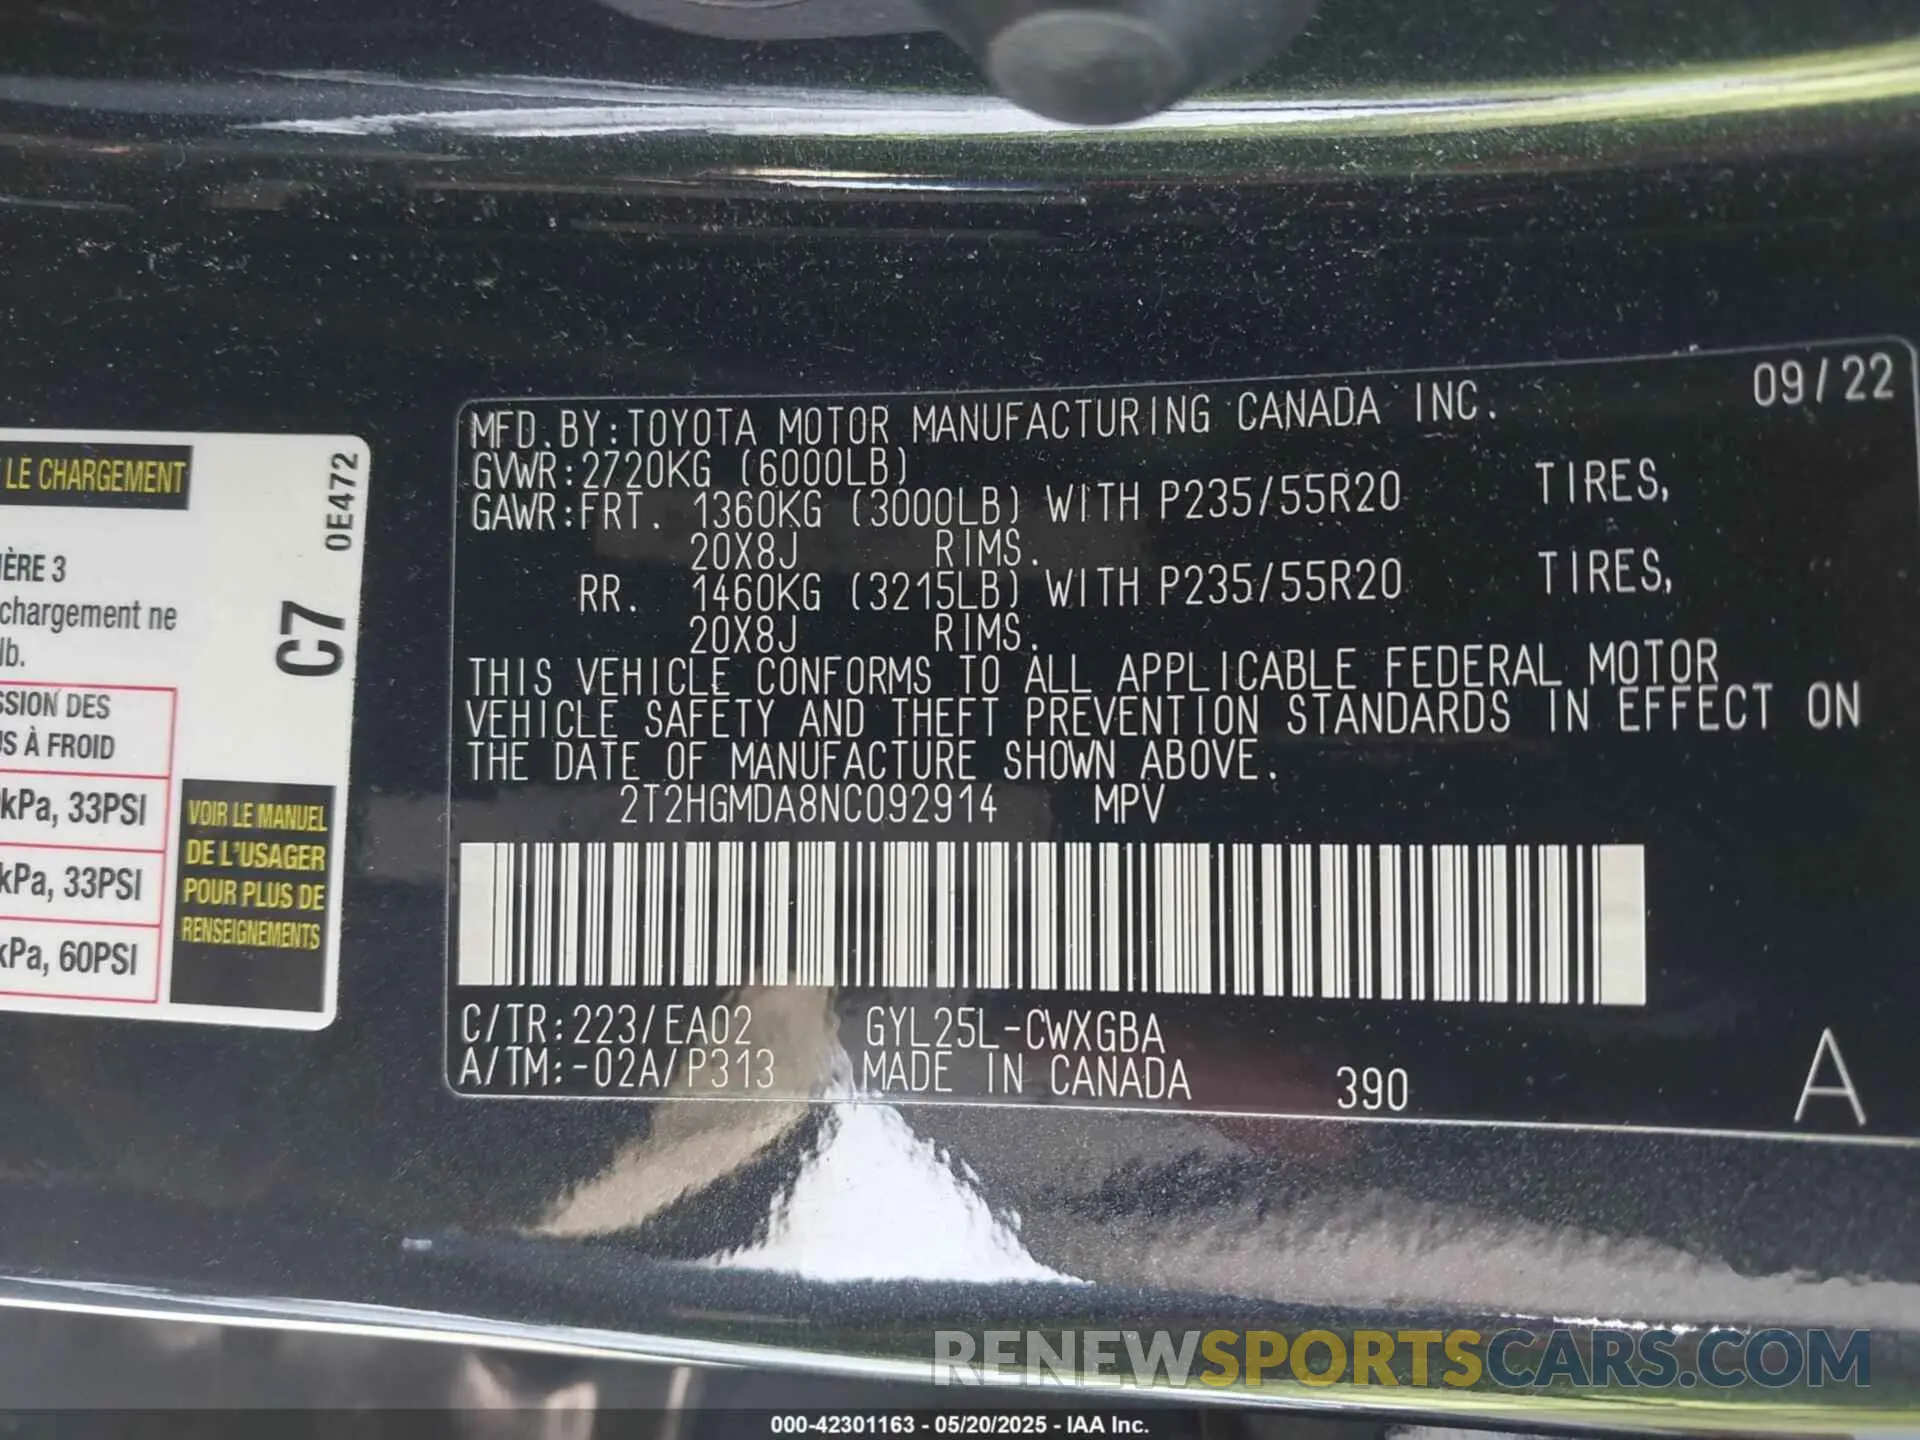 MFD.BY:TOYOTA MOTOR MANUFACTURING CANADA INC. 09/22
GVWR:2720KG (6000LB)
GAWR:FRT. 1360KG (3000LB) WITH P235/55R20 TIRES,
20X8J RIMS.
RR. 1460KG (3215LB) WITH P235/55R20 TIRES,
20X8J RIMS.
THIS VEHICLE CONFORMS TO ALL APPLICABLE FEDERAL MOTOR
VEHICLE SAFETY AND THEFT PREVENTION STANDARDS IN EFFECT ON
THE DATE OF MANUFACTURE SHOWN ABOVE.
2T2HGMDA8NC092914 MPV
C/TR:223/EA02 GYL25L-CWXGBA
A/TM:-02A/P313 MADE IN CANADA 390 A
LE CHARGEMENT
0E472
C7
IÈRE 3
chargement ne
lb.
SSION DES
US À FROID
kPa, 33PSI
kPa, 33PSI
kPa, 60PSI
VOIR LE MANUEL
DE L'USAGER
POUR PLUS DE
RENSEIGNEMENTS
RENEWSPORTSCARS.COM
000-42301163 - 05/20/2025 - IAA Inc.